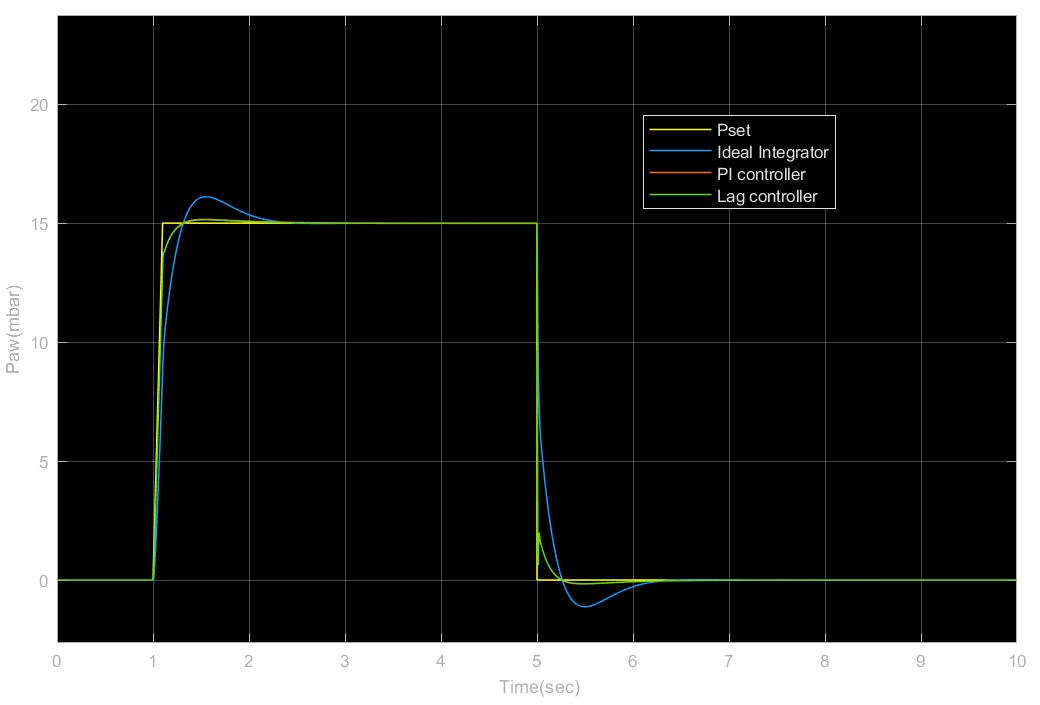 20
15
10
5
0
Paw(mbar)
Pset
Ideal Integrator
PI controller
Lag controller
0 1 2 3 4 5 6 7 8 9 10
Time(sec)